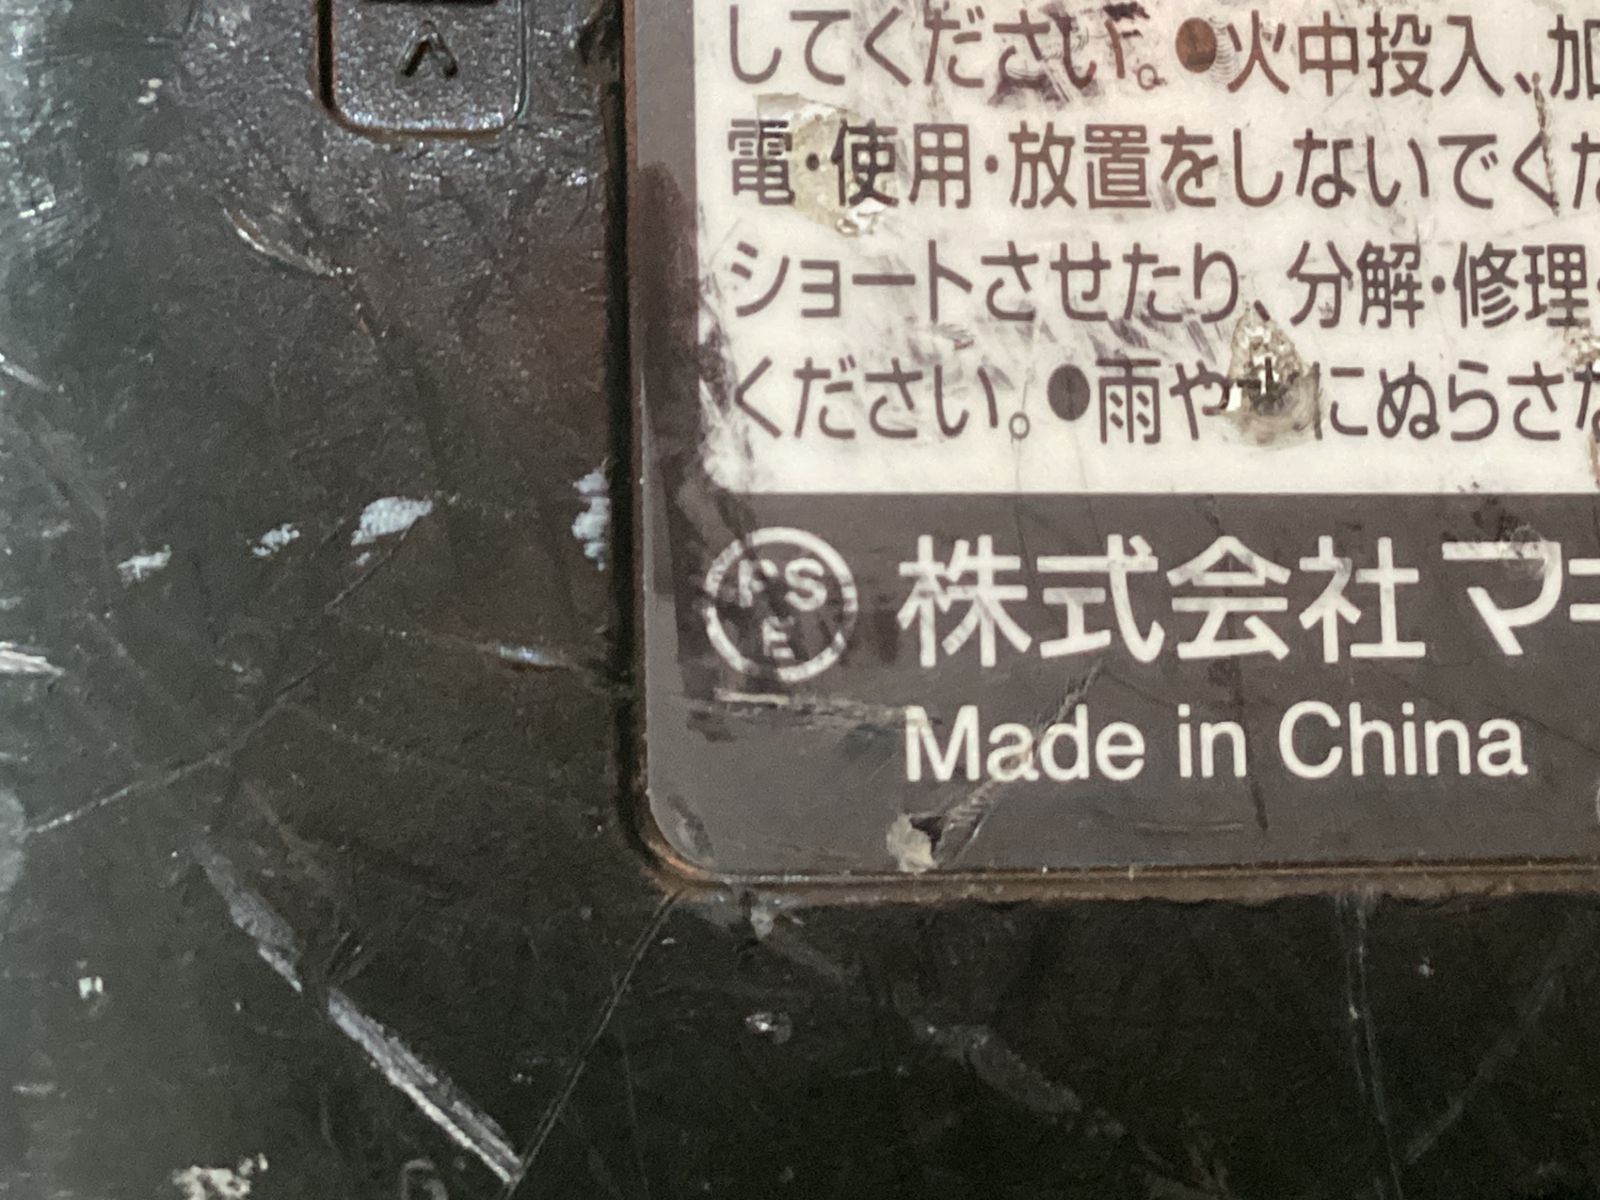 してください。●火中投入、加
電・使用・放置をしないでくだ
ショートさせたり、分解・修理・
ください。●雨や にぬらさな
PS
E
株式会社マキ
Made in China